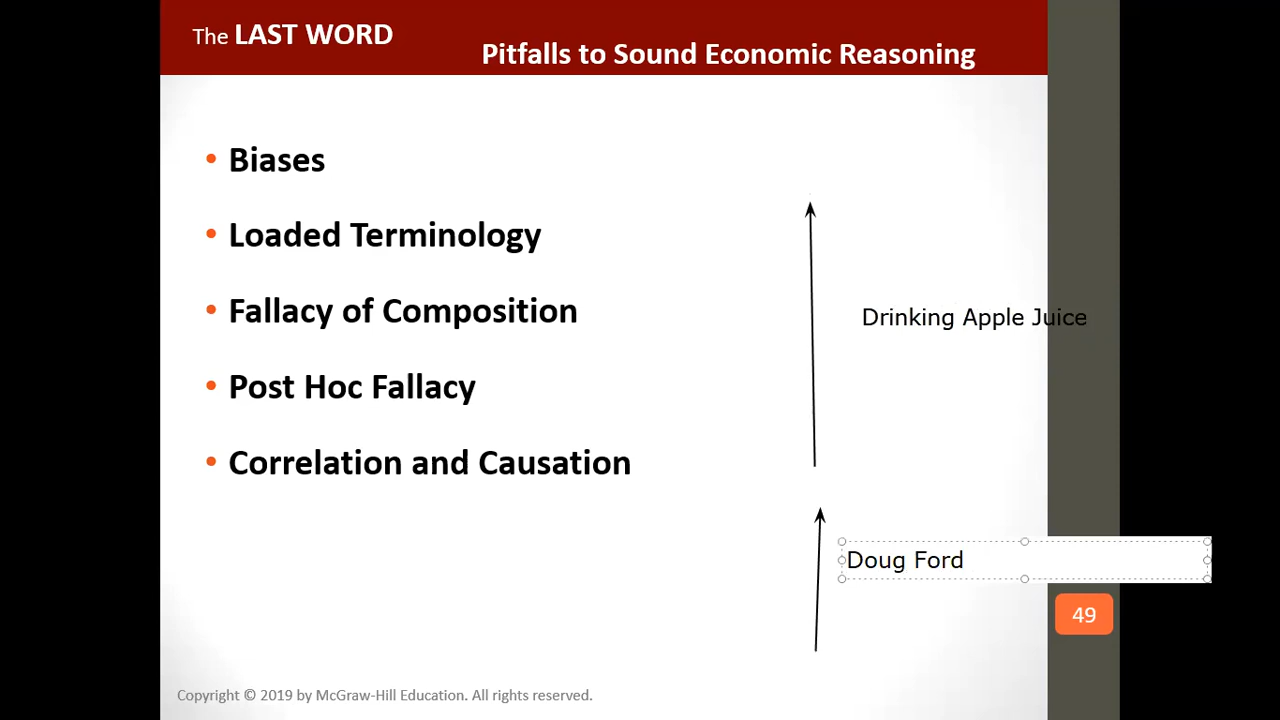 The LAST WORD
Pitfalls to Sound Economic Reasoning
• Biases
• Loaded Terminology
• Fallacy of Composition
• Post Hoc Fallacy
• Correlation and Causation
Drinking Apple Juice
Doug Ford
49
Copyright © 2019 by McGraw-Hill Education. All rights reserved.